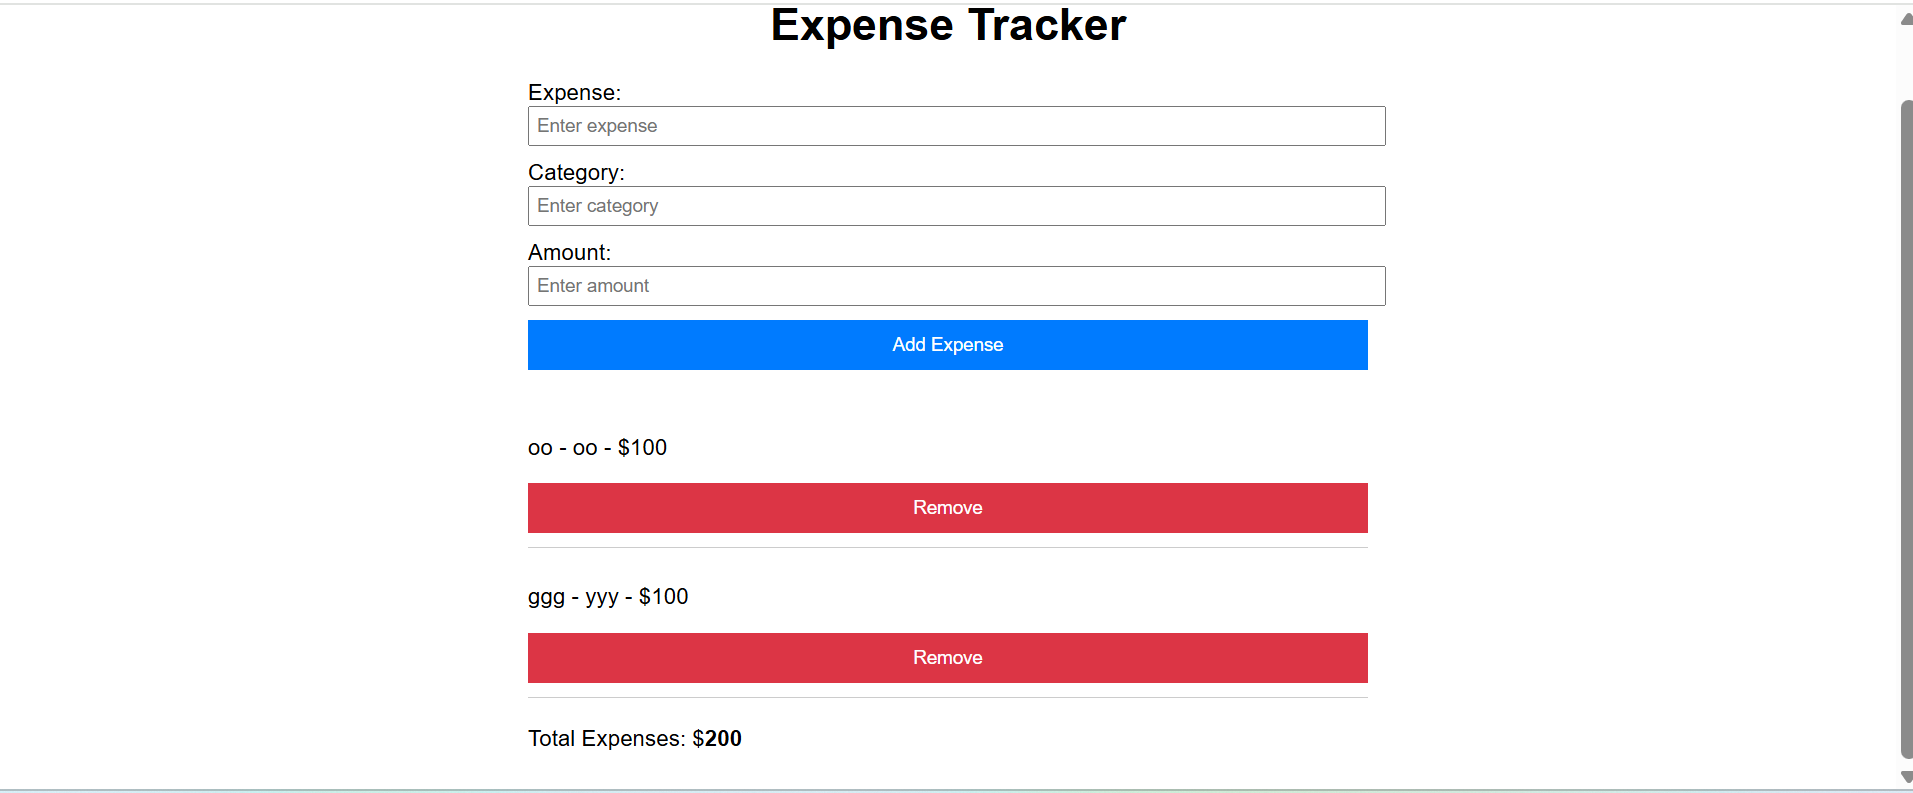 Expense Tracker
Expense:
Enter expense
Category:
Enter category
Amount:
Enter amount
Add Expense
oo - oo - $100
Remove
ggg - yyy - $100
Remove
Total Expenses: $200